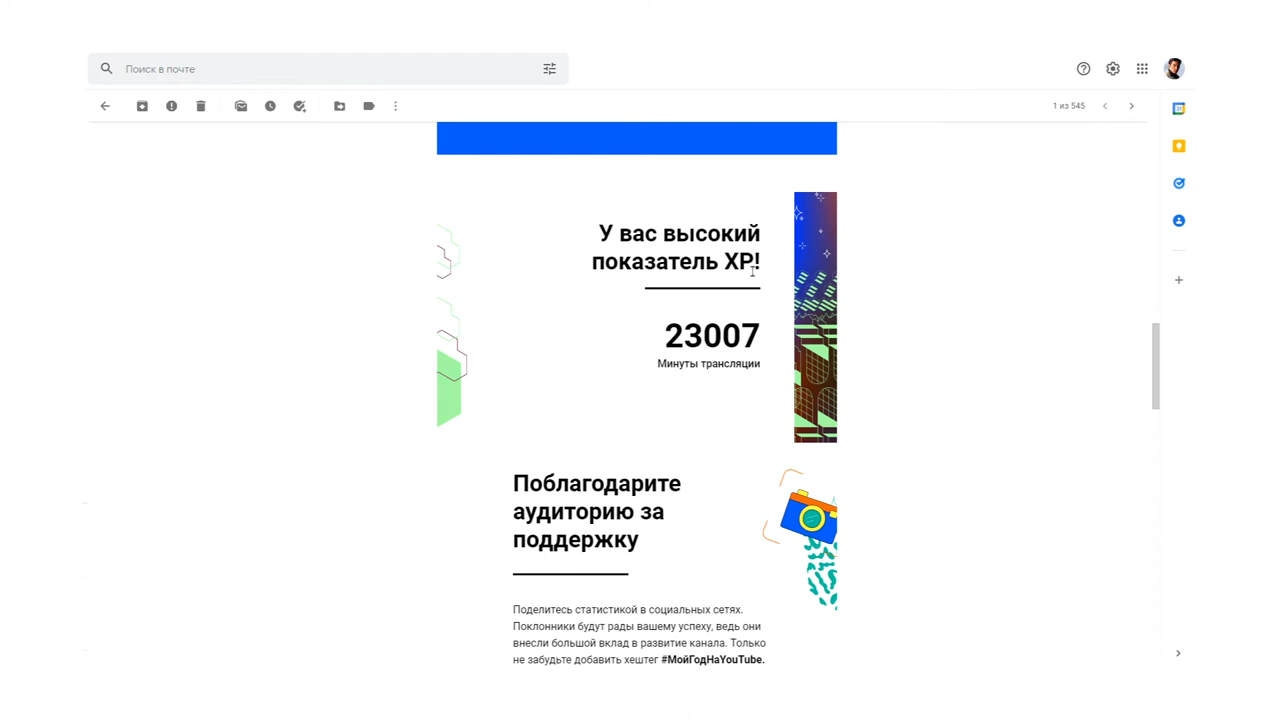 Поиск в почте
1 из 545
У вас высокий
показатель XP!
23007
Минуты трансляции
Поблагодарите
аудиторию за
поддержку
Поделитесь статистикой в социальных сетях.
Поклонники будут рады вашему успеху, ведь они
внесли большой вклад в развитие канала. Только
не забудьте добавить хештег #МойГодНаYouTube.